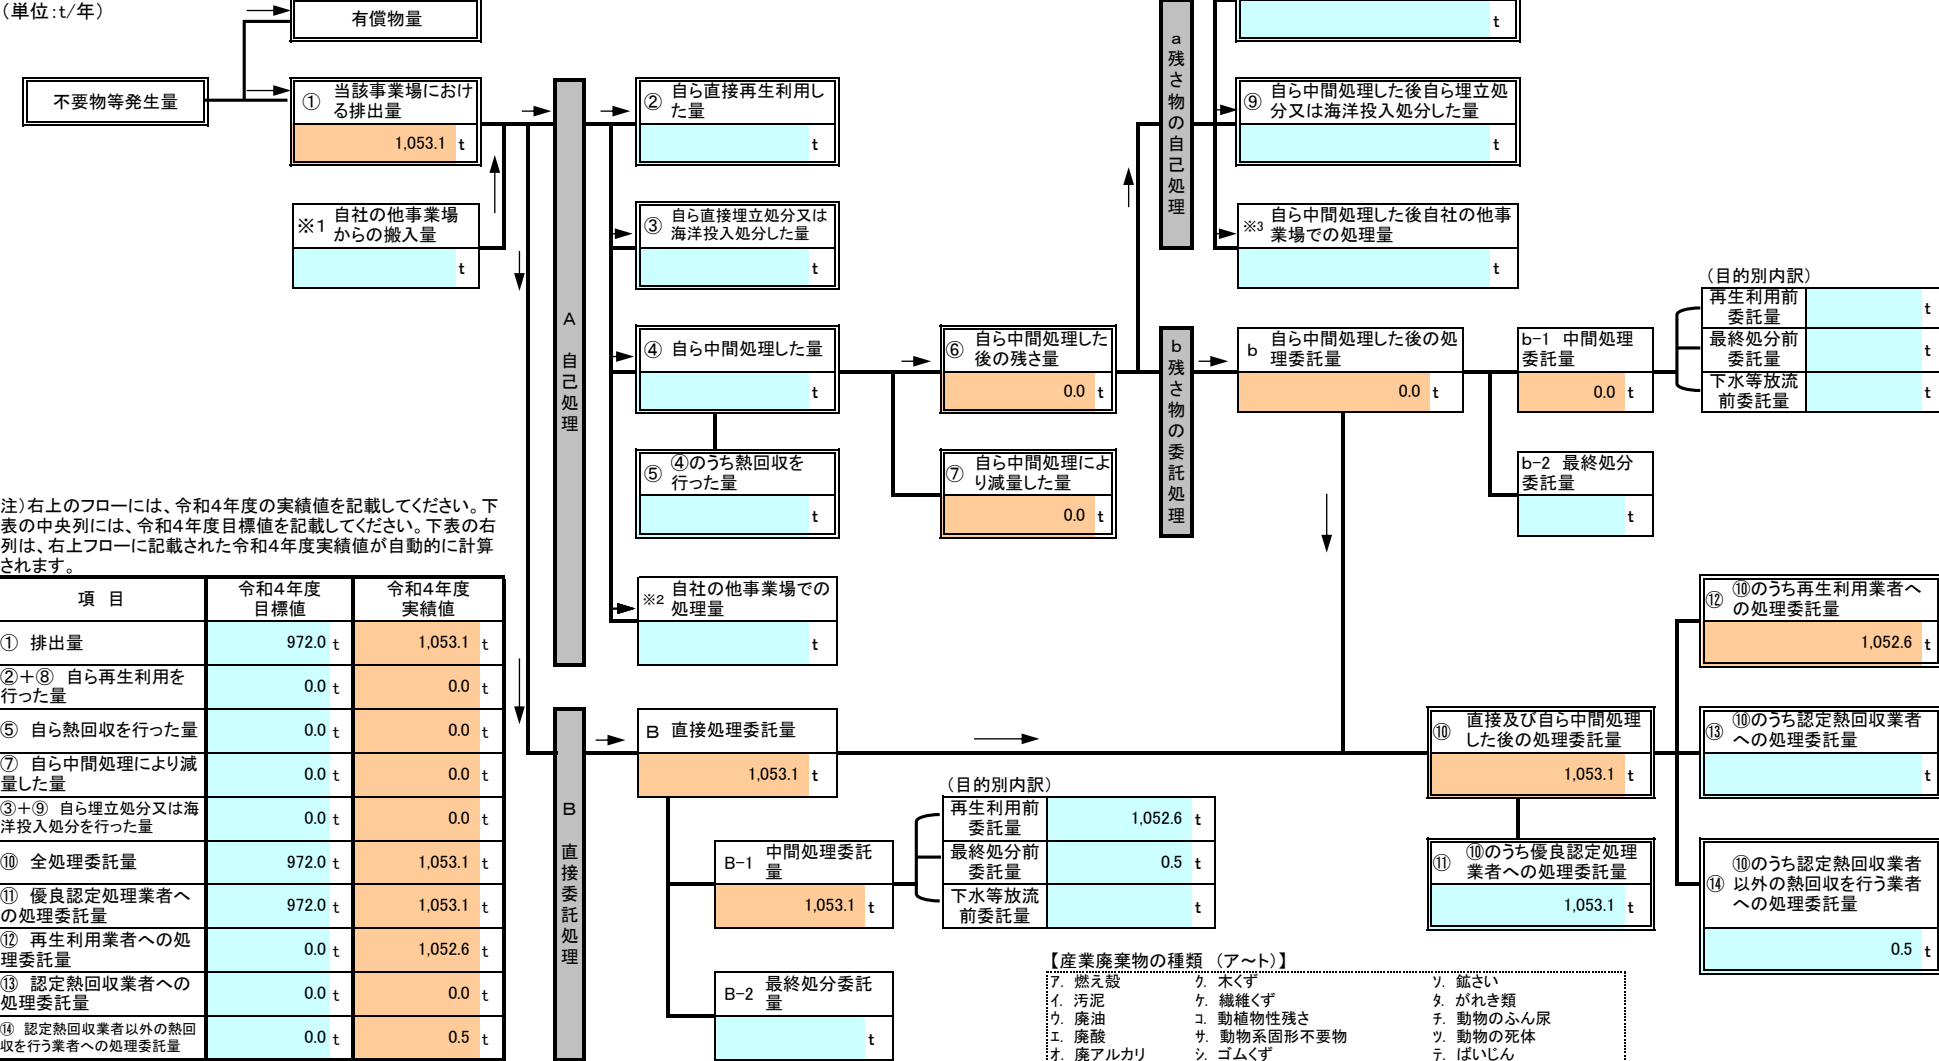 (単位:t/年)
有償物量
t
不要物等発生量
① 当該事業場におけ
る排出量
1,053.1 t
※1 自社の他事業場
からの搬入量
t
A 自己処理
② 自ら直接再生利用し
た量
t
③ 自ら直接埋立処分又は
海洋投入処分した量
t
④ 自ら中間処理した量
t
⑤ ④のうち熱回収を
行った量
t
※2 自社の他事業場での
処理量
t
⑥ 自ら中間処理した
後の残さ量
0.0 t
⑦ 自ら中間処理によ
り減量した量
0.0 t
a 残さ物の自己処理
⑨ 自ら中間処理した後自ら埋立処
分又は海洋投入処分した量
t
※3 自ら中間処理した後自社の他事
業場での処理量
t
b 残さ物の委託処理
b 自ら中間処理した後の処
理委託量
0.0 t
b-1 中間処理
委託量
0.0 t
b-2 最終処分
委託量
t
(目的別内訳)
再生利用前
委託量
t
最終処分前
委託量
t
下水等放流
前委託量
t
注)右上のフローには、令和4年度の実績値を記載してください。下
表の中央列には、令和4年度目標値を記載してください。下表の右
列は、右上フローに記載された令和4年度実績値が自動的に計算
されます。
項 目 令和4年度 目標値 令和4年度 実績値
① 排出量 972.0 t 1,053.1 t
②+⑧ 自ら再生利用を
行った量 0.0 t 0.0 t
⑤ 自ら熱回収を行った量 0.0 t 0.0 t
⑦ 自ら中間処理により減
量した量 0.0 t 0.0 t
③+⑨ 自ら埋立処分又は海
洋投入処分を行った量 0.0 t 0.0 t
⑩ 全処理委託量 972.0 t 1,053.1 t
⑪ 優良認定処理業者へ
の処理委託量 972.0 t 1,053.1 t
⑫ 再生利用業者への処
理委託量 0.0 t 1,052.6 t
⑬ 認定熱回収業者への
処理委託量 0.0 t 0.0 t
⑭ 認定熱回収業者以外の熱回
収を行う業者への処理委託量 0.0 t 0.5 t
B 直接委託処理
B 直接処理委託量
1,053.1 t
B-1 中間処理委託
量
1,053.1 t
B-2 最終処分委託
量
t
(目的別内訳)
再生利用前
委託量
1,052.6 t
最終処分前
委託量
0.5 t
下水等放流
前委託量
t
⑩ 直接及び自ら中間処理
した後の処理委託量
1,053.1 t
⑪ ⑩のうち優良認定処理
業者への処理委託量
1,053.1 t
⑫ ⑩のうち再生利用業者へ
の処理委託量
1,052.6 t
⑬ ⑩のうち認定熱回収業者
への処理委託量
t
⑭ ⑩のうち認定熱回収業者
以外の熱回収を行う業者
への処理委託量
0.5 t
【産業廃棄物の種類 (ア~ト)】
ア. 燃え殻 ク. 木くず ソ. 鉱さい
イ. 汚泥 ケ. 繊維くず タ. がれき類
ウ. 廃油 コ. 動植物性残さ チ. 動物のふん尿
エ. 廃酸 サ. 動物系固形不要物 ツ. 動物の死体
オ. 廃アルカリ シ. ゴムくず テ. ばいじん